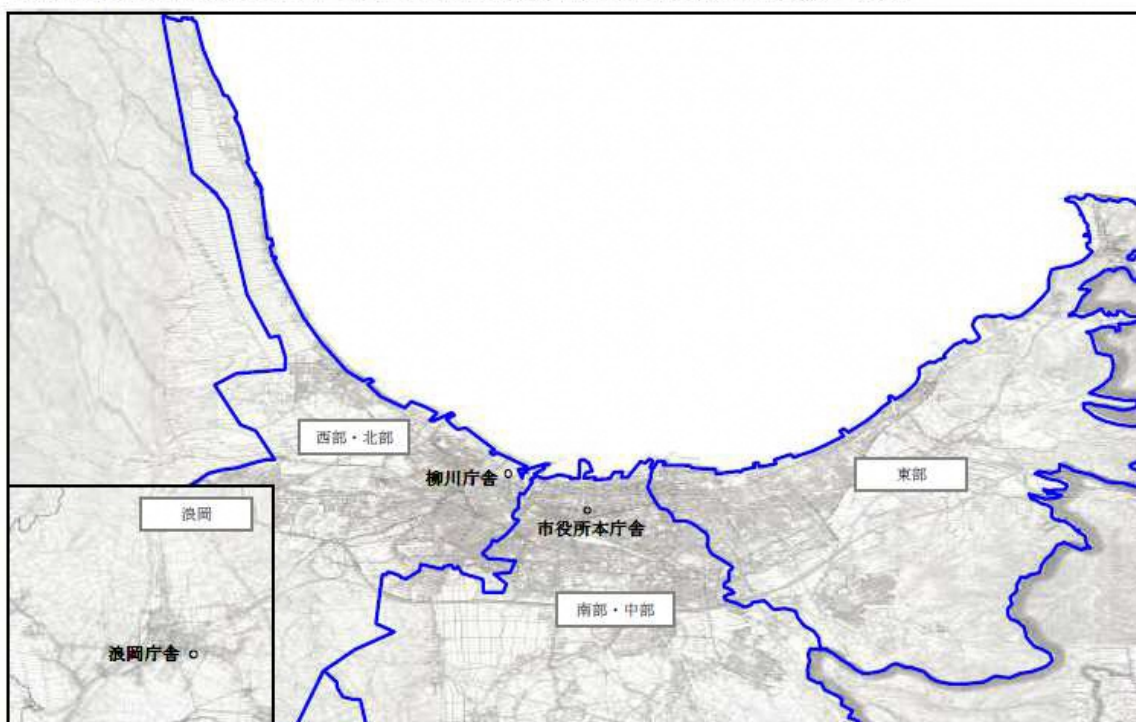 西部・北部
柳川庁舎
東部
浪岡
市役所本庁舎
南部・中部
浪岡庁舎